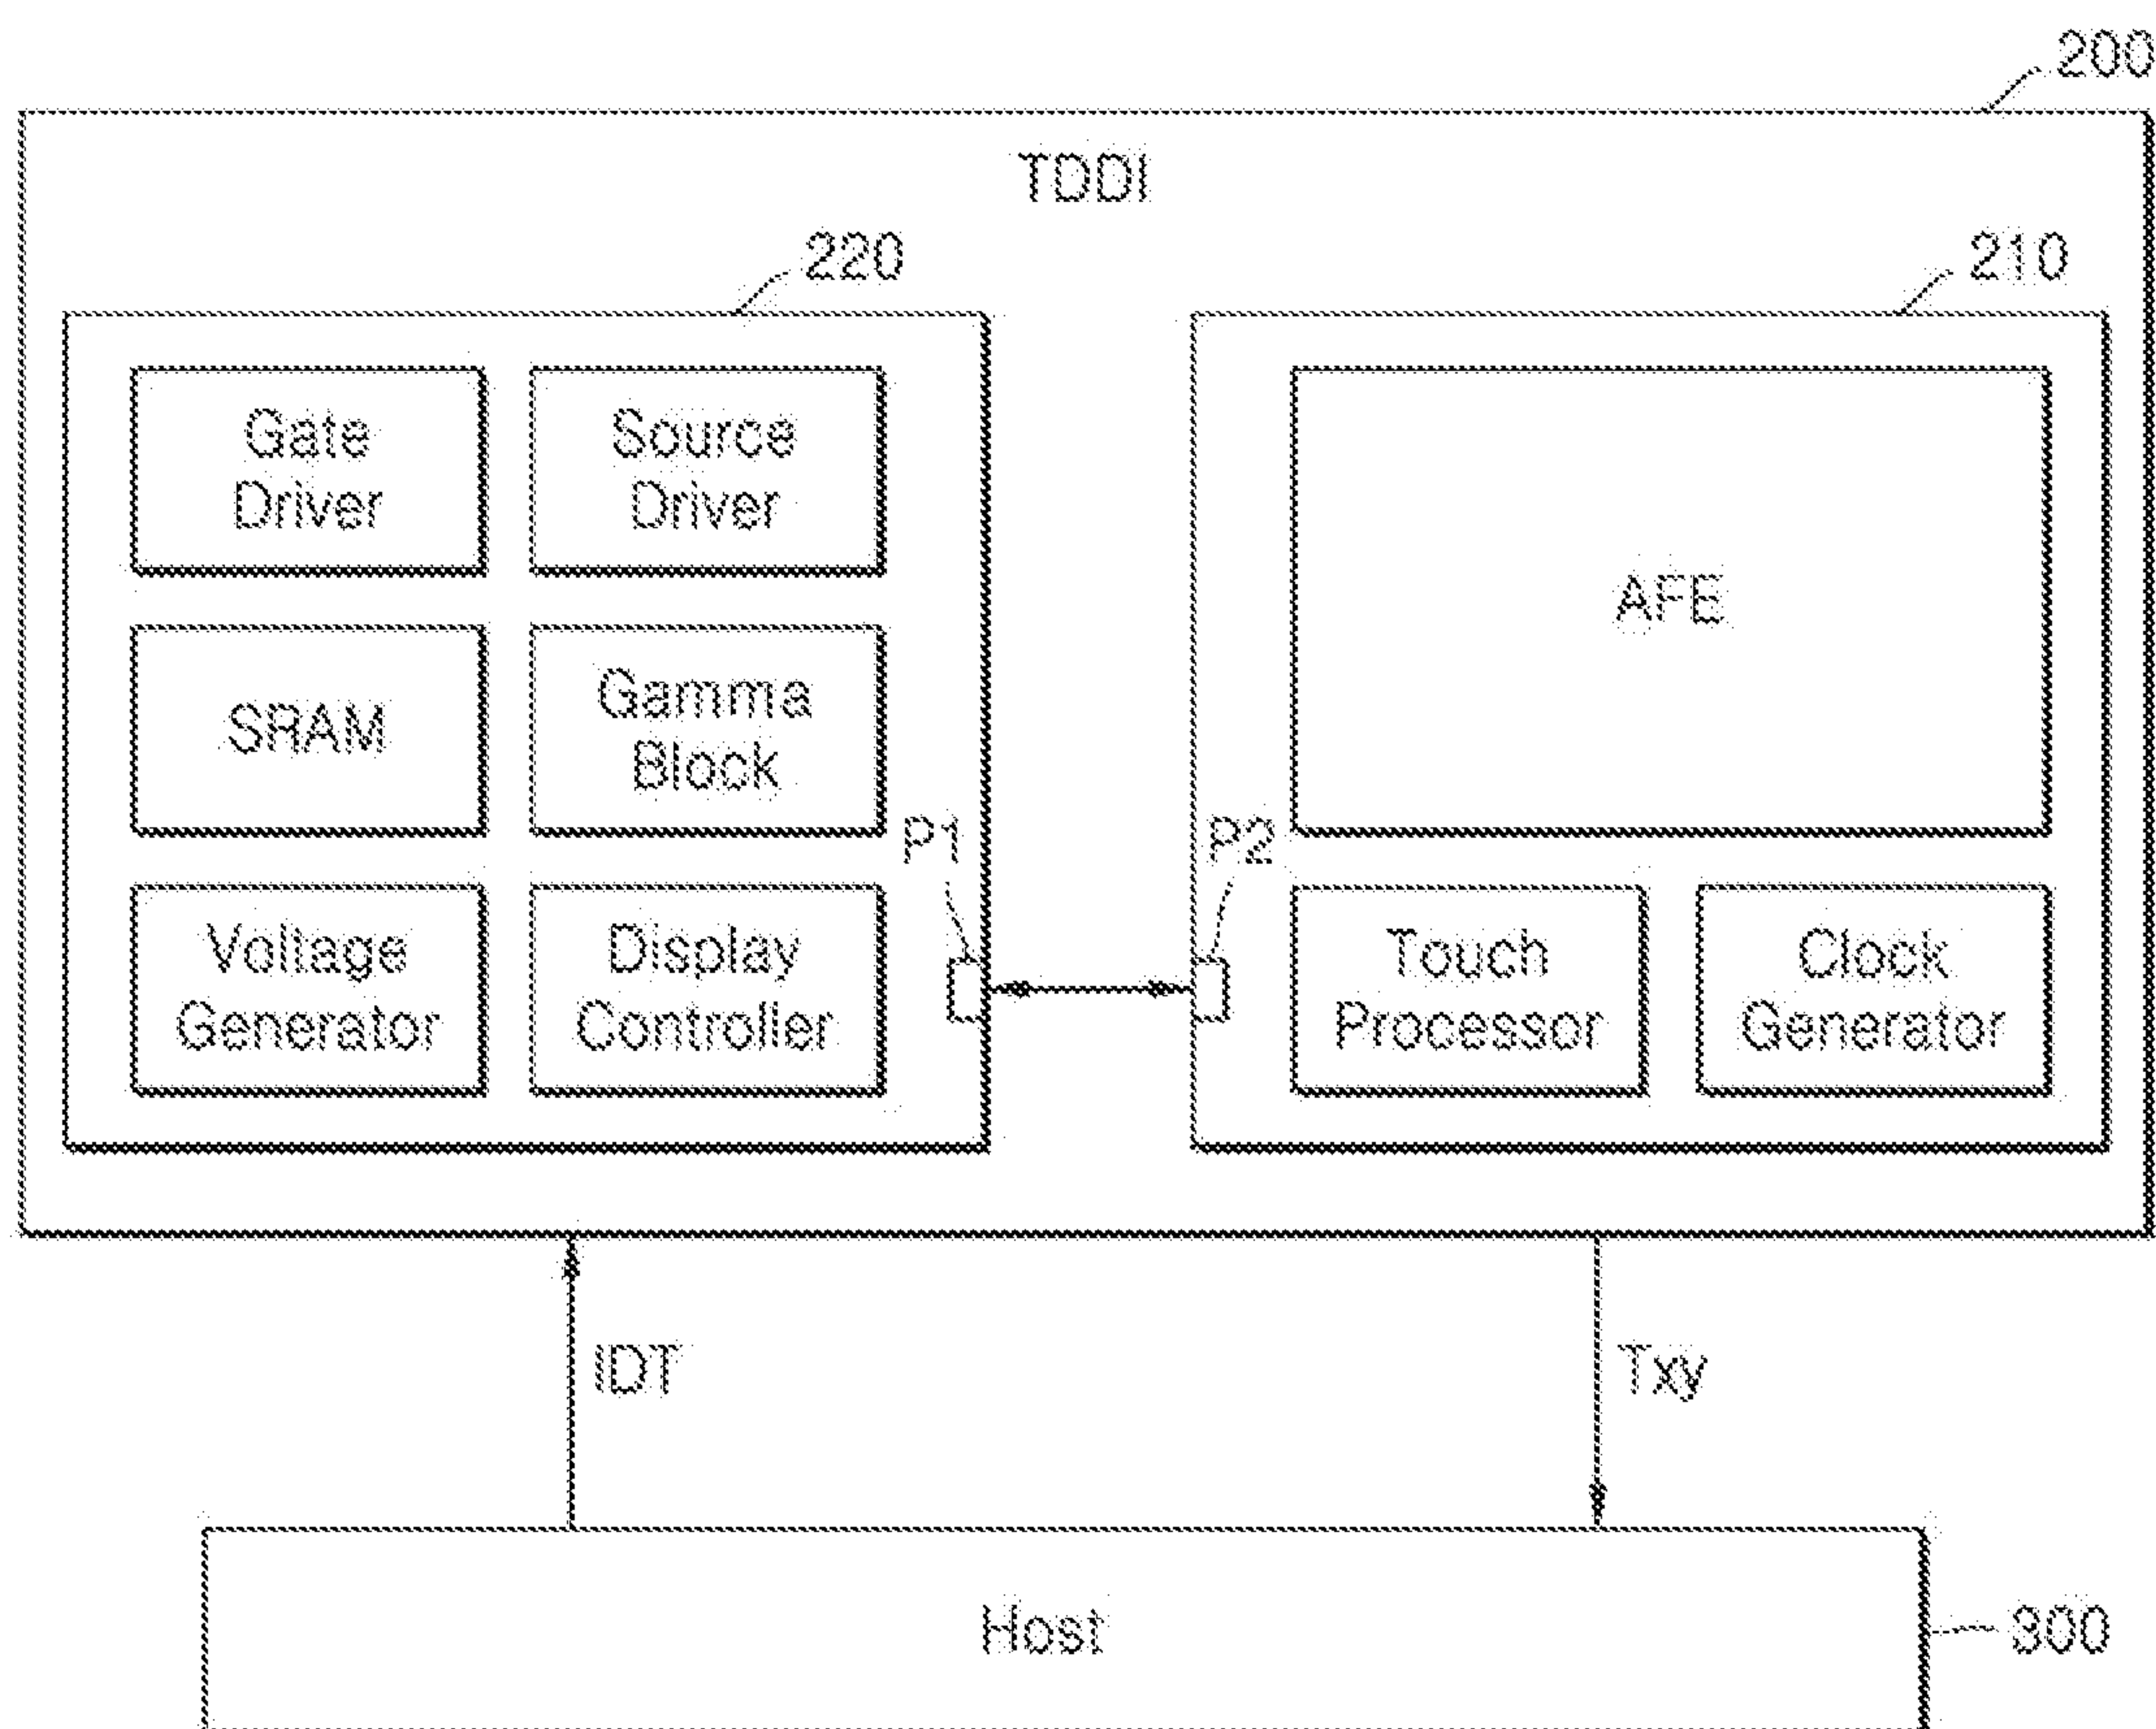 200
TDDI
220
210
Gate
Driver
Source
Driver
AFE
SRAM
Gamma
Block
P1
P2
Voltage
Generator
Display
Controller
Touch
Processor
Clock
Generator
IDT
Txy
Host
300